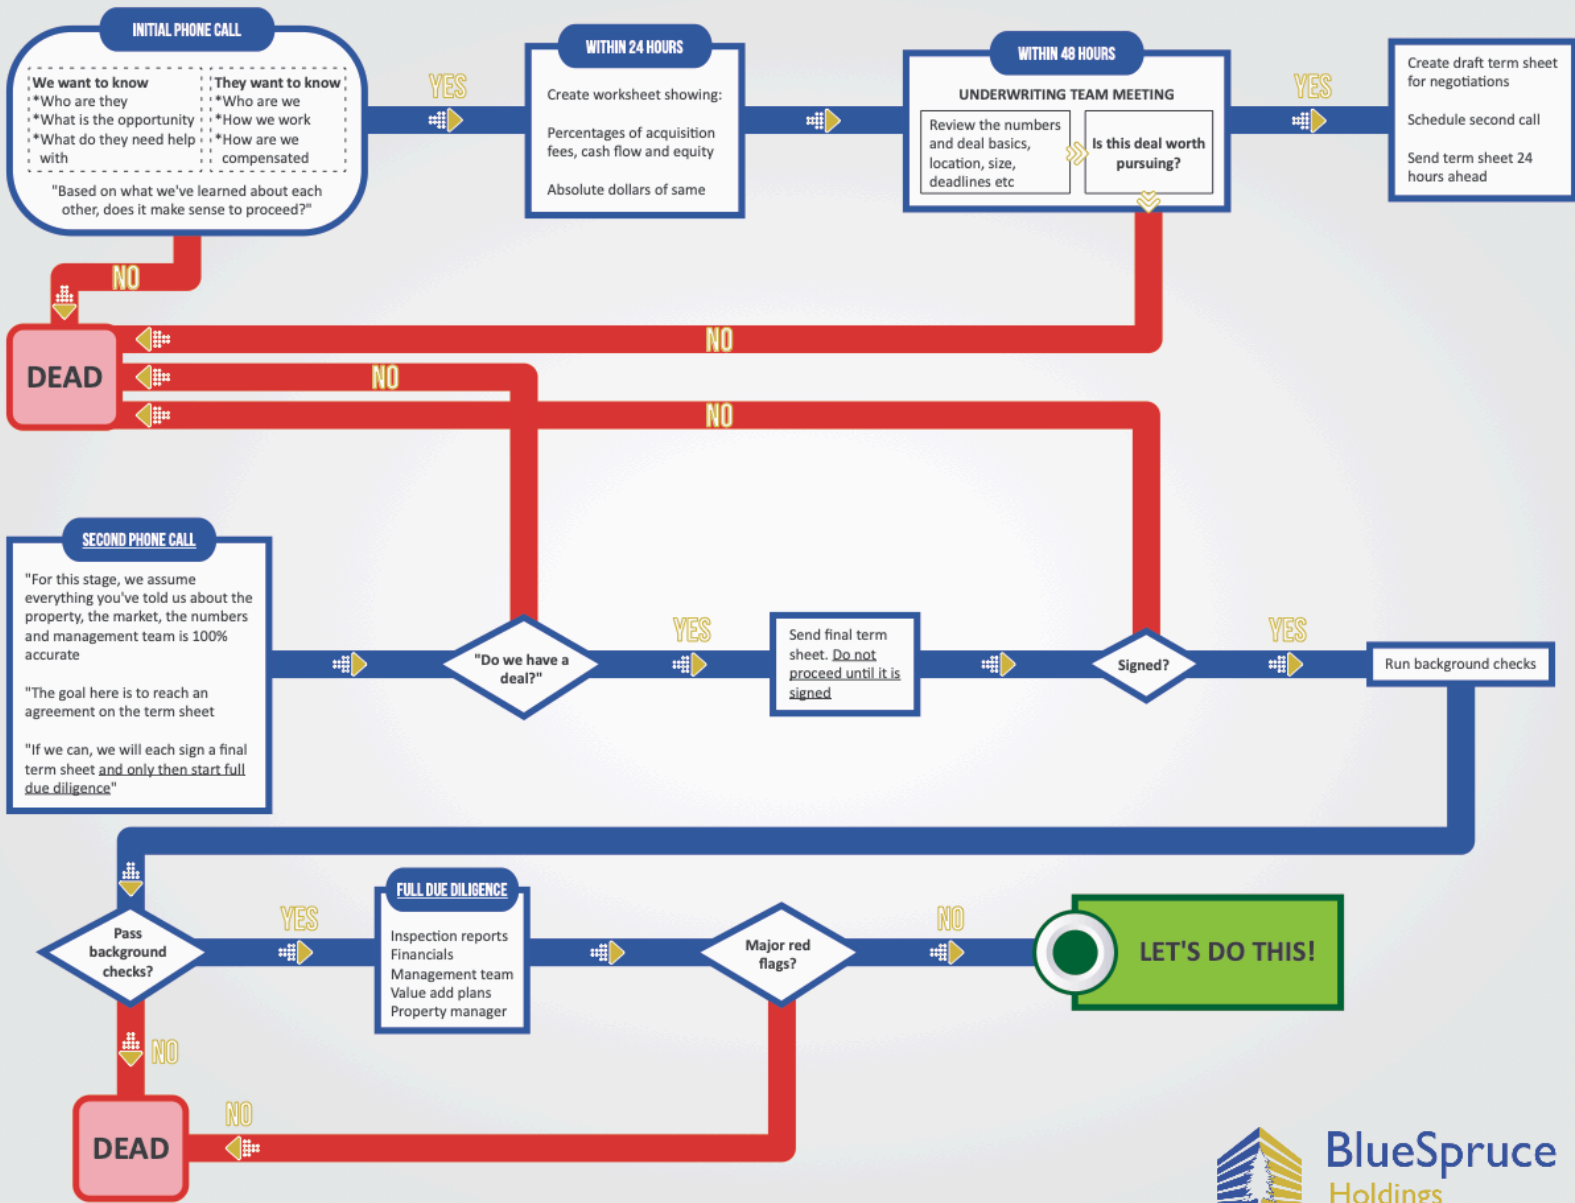 INITIAL PHONE CALL
We want to know
*Who are they
*What is the opportunity
*What do they need help
with
They want to know
*Who are we
*How we work
*How are we
compensated
"Based on what we've learned about each
other, does it make sense to proceed?"
YES
WITHIN 24 HOURS
Create worksheet showing:
Percentages of acquisition
fees, cash flow and equity
Absolute dollars of same
WITHIN 48 HOURS
UNDERWRITING TEAM MEETING
Review the numbers
and deal basics,
location, size,
deadlines etc
Is this deal worth
pursuing?
YES
Create draft term sheet
for negotiations
Schedule second call
Send term sheet 24
hours ahead
NO
DEAD
NO
NO
NO
SECOND PHONE CALL
"For this stage, we assume
everything you've told us about the
property, the market, the numbers
and management team is 100%
accurate
"The goal here is to reach an
agreement on the term sheet
"If we can, we will each sign a final
term sheet and only then start full
due diligence"
"Do we have a
deal?"
YES
Send final term
sheet. Do not
proceed until it is
signed
Signed?
YES
Run background checks
Pass
background
checks?
YES
FULL DUE DILIGENCE
Inspection reports
Financials
Management team
Value add plans
Property manager
Major red
flags?
NO
LET'S DO THIS!
NO
DEAD
NO
BlueSpruce
Holdings